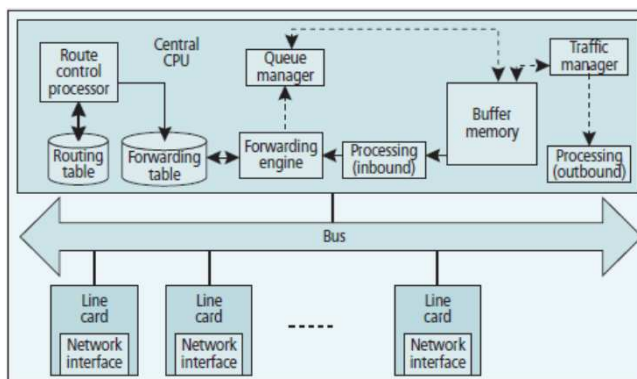 Route
control
processor
Central
CPU
Queue
manager
Traffic
manager
Buffer
memory
Routing
table
Forwarding
table
Forwarding
engine
Processing
(inbound)
Processing
(outbound)
Bus
Line
card
Network
interface
Line
card
Network
interface
Line
card
Network
interface